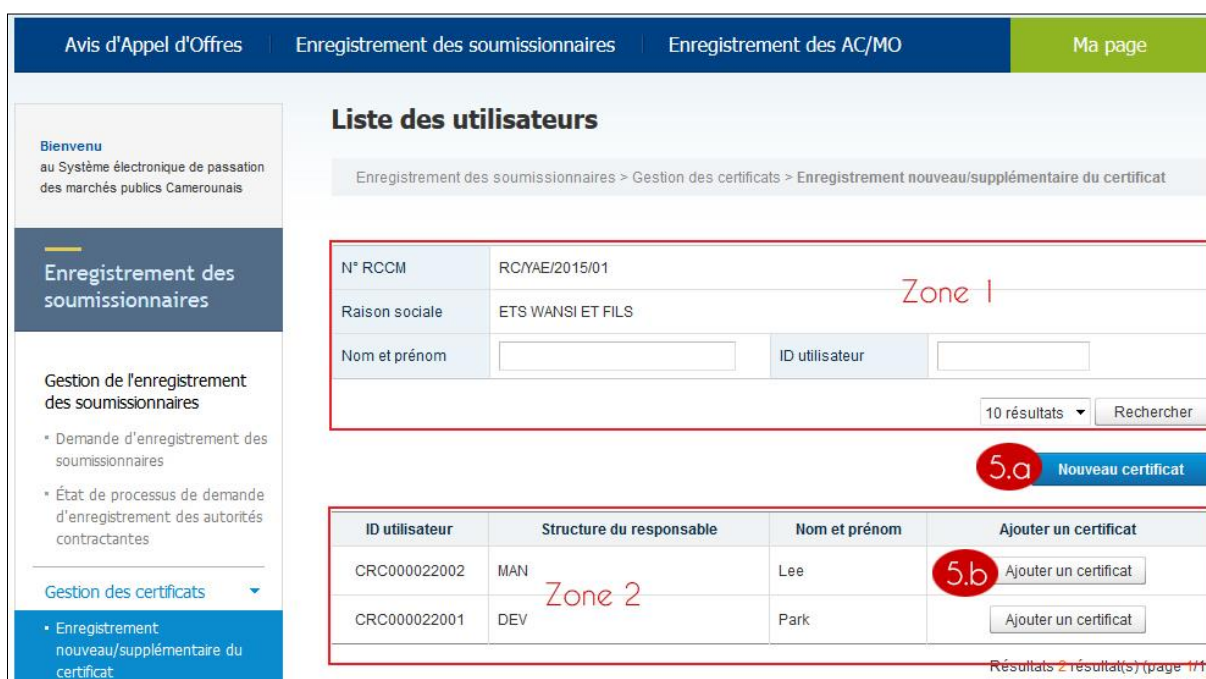 Avis d'Appel d'Offres Enregistrement des soumissionnaires Enregistrement des AC/MO Ma page
Bienvenu
au Système électronique de passation
des marchés publics Camerounais
Enregistrement des
soumissionnaires
Gestion de l'enregistrement
des soumissionnaires
Demande d'enregistrement des
soumissionnaires
État de processus de demande
d'enregistrement des autorités
contractantes
Gestion des certificats
Enregistrement
nouveau/supplémentaire du
certificat
Liste des utilisateurs
Enregistrement des soumissionnaires > Gestion des certificats > Enregistrement nouveau/supplémentaire du certificat
N° RCCM RC/YAE/2015/01
Zone 1
Raison sociale ETS WANSI ET FILS
Nom et prénom ID utilisateur
10 résultats Rechercher
5.a Nouveau certificat
ID utilisateur Structure du responsable Nom et prénom Ajouter un certificat
CRC000022002 MAN Lee 5.b Ajouter un certificat
Zone 2
CRC000022001 DEV Park Ajouter un certificat
Résultats 2 résultat(s) (page 1/1